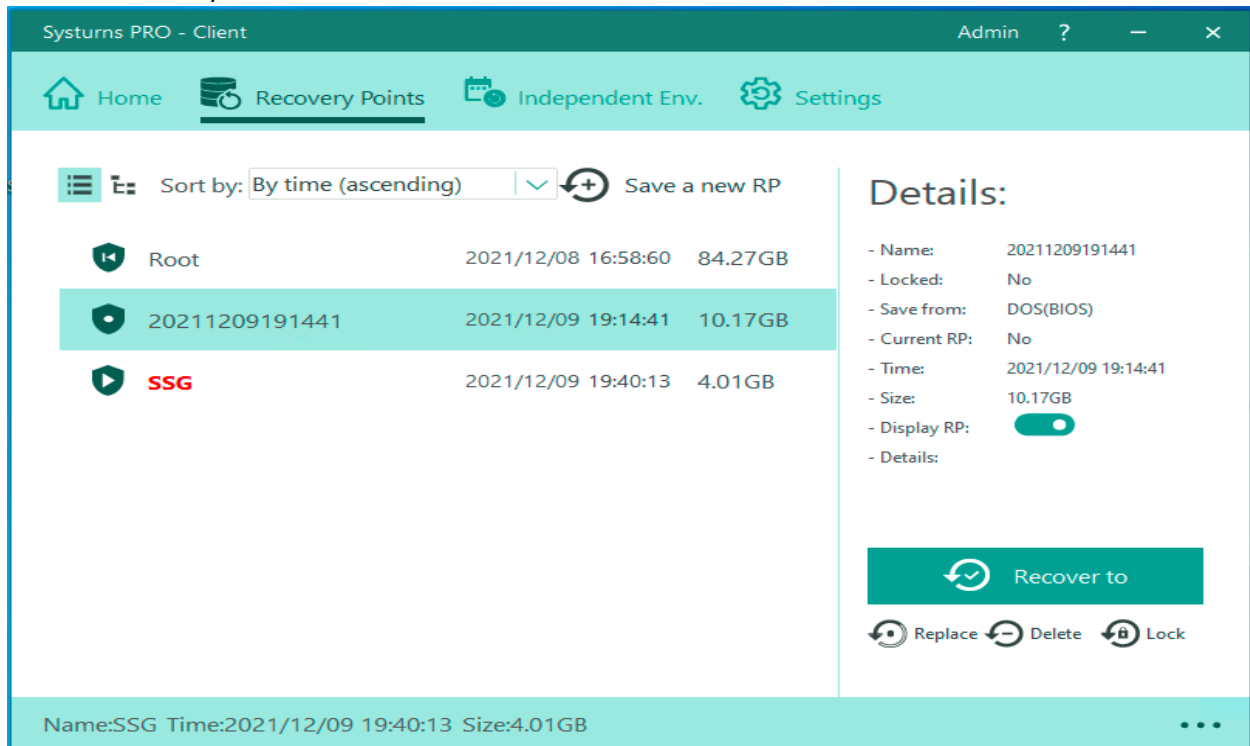 Systurns PRO - Client Admin ? — ×
Home Recovery Points Independent Env. Settings
Sort by: By time (ascending) Save a new RP
Root 2021/12/08 16:58:60 84.27GB
20211209191441 2021/12/09 19:14:41 10.17GB
SSG 2021/12/09 19:40:13 4.01GB
Details:
- Name: 20211209191441
- Locked: No
- Save from: DOS(BIOS)
- Current RP: No
- Time: 2021/12/09 19:14:41
- Size: 10.17GB
- Display RP:
- Details:
Recover to
Replace Delete Lock
Name:SSG Time:2021/12/09 19:40:13 Size:4.01GB